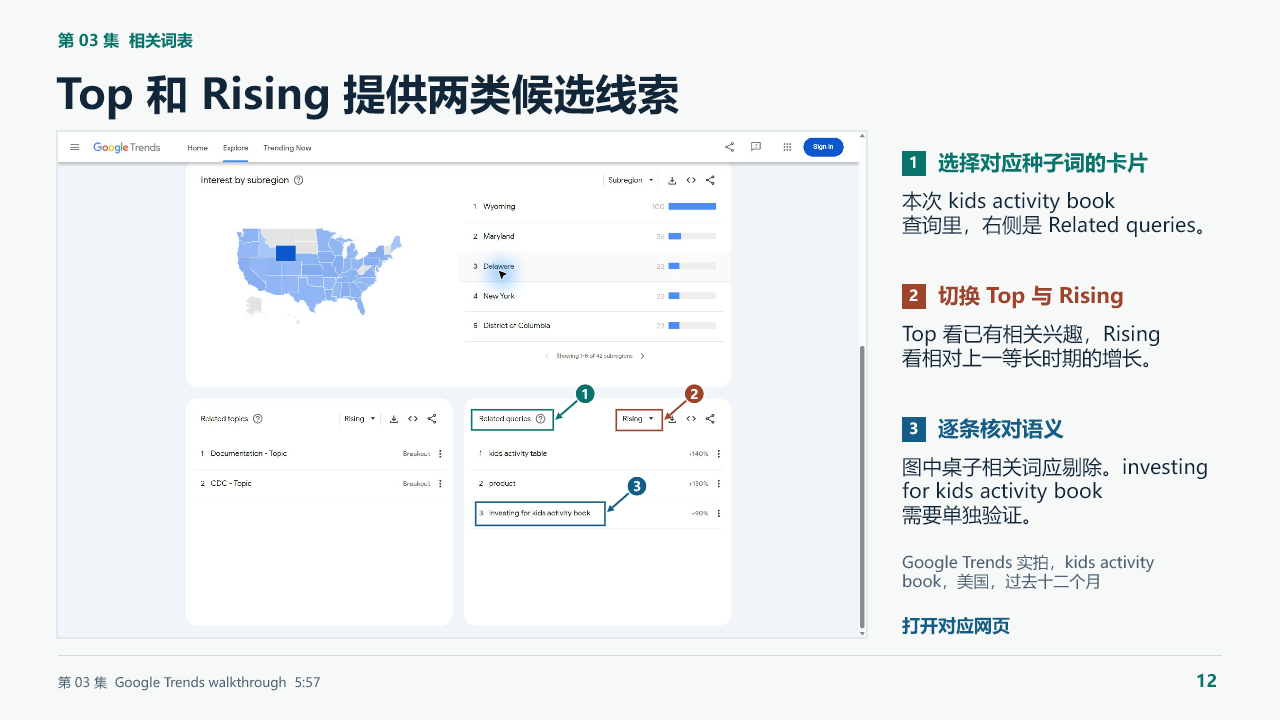 第 03 集 相关词表
Top 和 Rising 提供两类候选线索
Google Trends Home Explore Trending Now Sign in
Interest by subregion Subregion
1 Wyoming 100
2 Maryland 26
3 Delaware 23
4 New York 23
5 District of Columbia 23
Showing 1-5 of 42 subregions
1 2
Related topics Rising
1 Documentation - Topic Breakout
2 CDC - Topic Breakout
Related queries Rising
1 kids activity table +140%
2 product +130%
3
3 investing for kids activity book +90%
1 选择对应种子词的卡片
本次 kids activity book
查询里，右侧是 Related queries。
2 切换 Top 与 Rising
Top 看已有相关兴趣，Rising
看相对上一等长时期的增长。
3 逐条核对语义
图中桌子相关词应剔除。investing
for kids activity book
需要单独验证。
Google Trends 实拍，kids activity
book，美国，过去十二个月
打开对应网页
第 03 集 Google Trends walkthrough 5:57
12